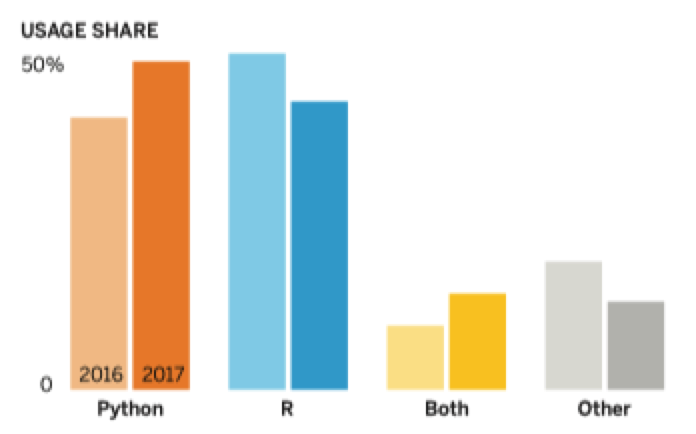 USAGE SHARE
50%
0
2016 2017
Python R Both Other